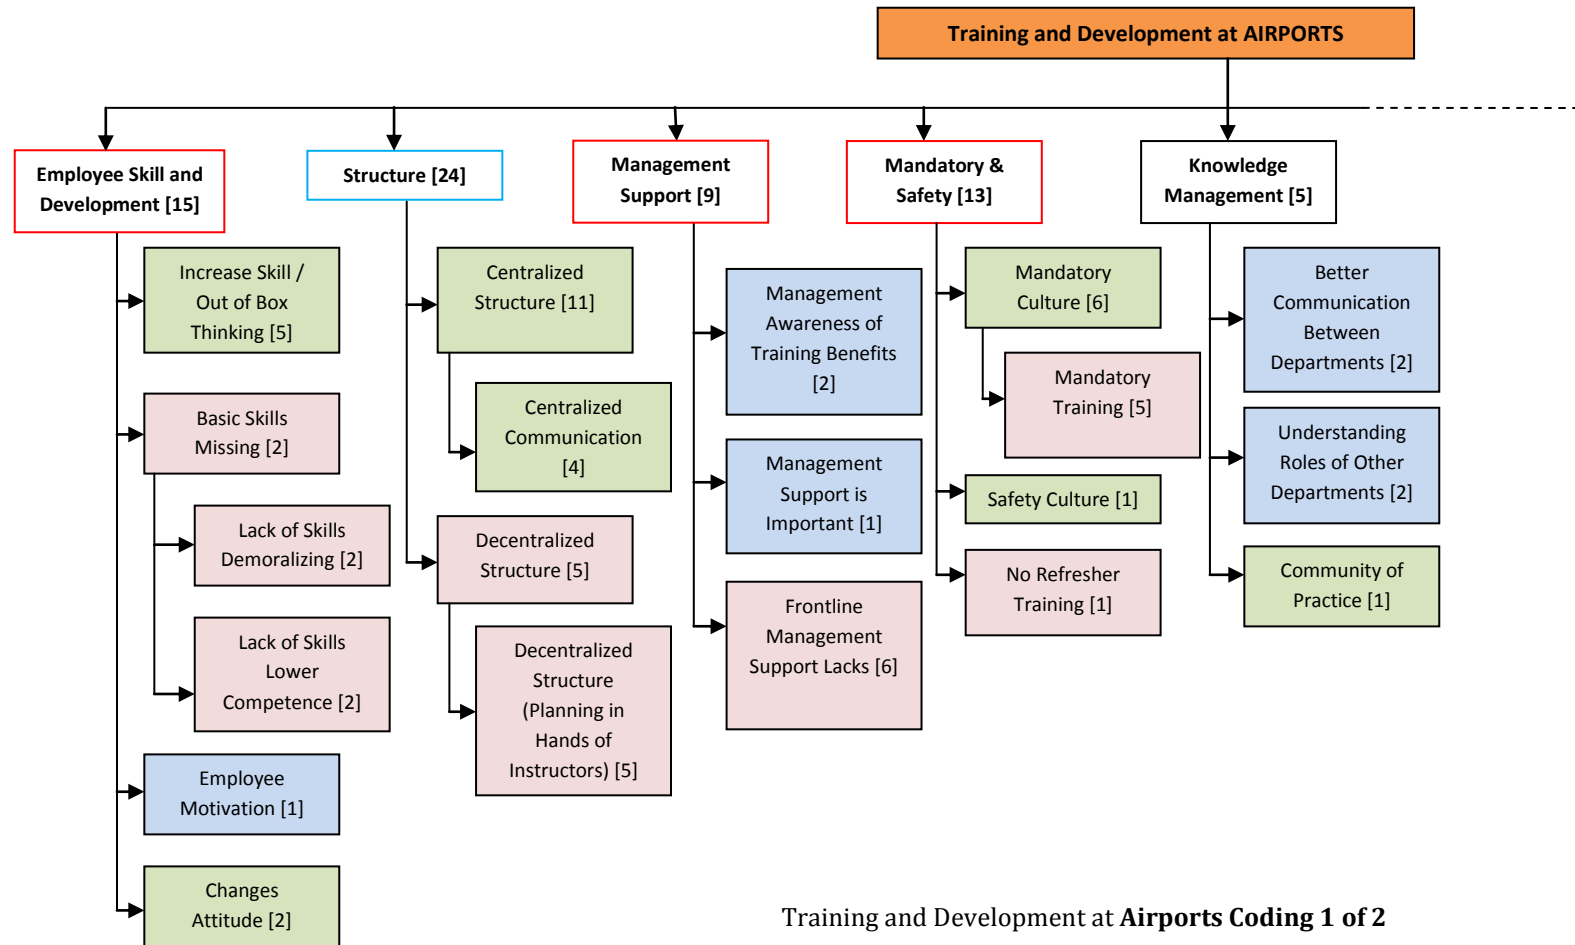 Training and Development at AIRPORTS
Employee Skill and
Development [15]
Structure [24]
Management
Support [9]
Mandatory &
Safety [13]
Knowledge
Management [5]
Increase Skill /
Out of Box
Thinking [5]
Basic Skills
Missing [2]
Lack of Skills
Demoralizing [2]
Lack of Skills
Lower
Competence [2]
Employee
Motivation [1]
Changes
Attitude [2]
Centralized
Structure [11]
Centralized
Communication
[4]
Decentralized
Structure [5]
Decentralized
Structure
(Planning in
Hands of
Instructors) [5]
Management
Awareness of
Training Benefits
[2]
Management
Support is
Important [1]
Frontline
Management
Support Lacks [6]
Mandatory
Culture [6]
Mandatory
Training [5]
Safety Culture [1]
No Refresher
Training [1]
Better
Communication
Between
Departments [2]
Understanding
Roles of Other
Departments [2]
Community of
Practice [1]
Training and Development at Airports Coding 1 of 2